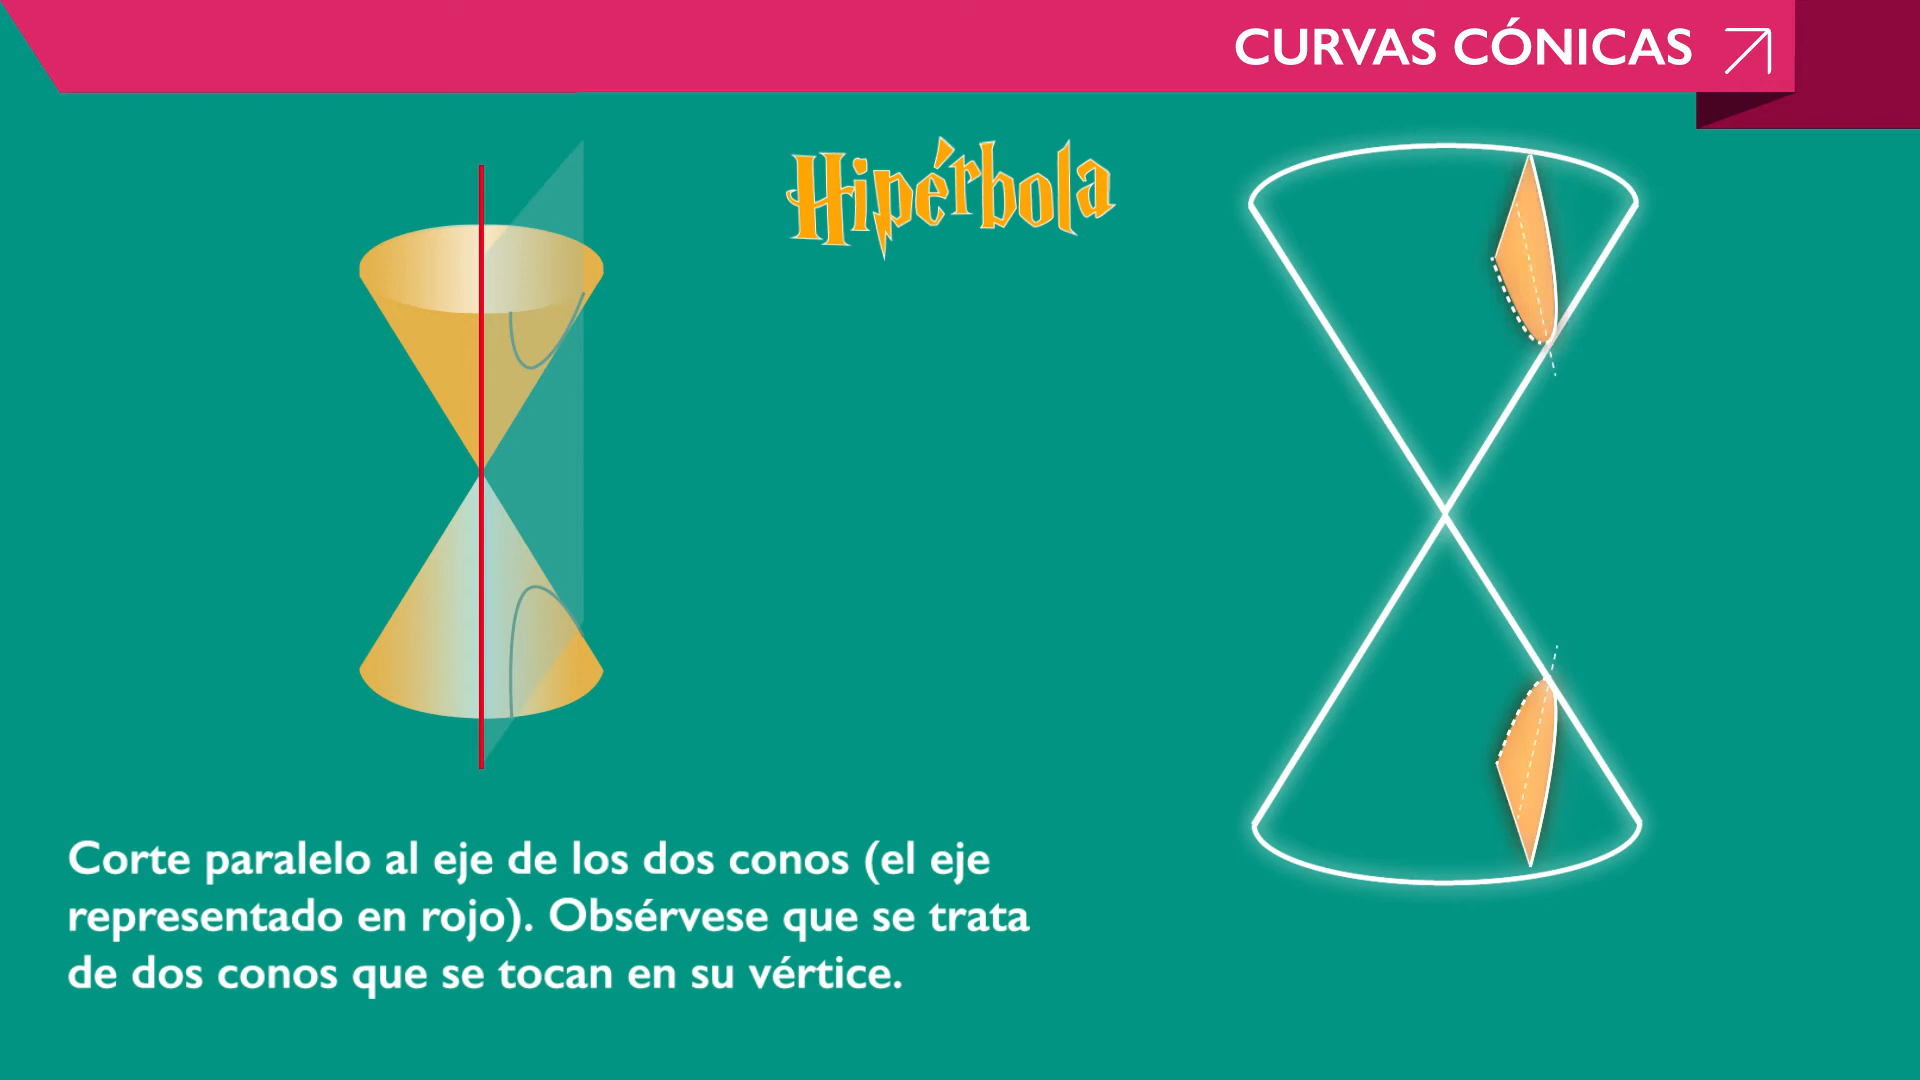 CURVAS CÓNICAS
Hipérbola
Corte paralelo al eje de los dos conos (el eje
representado en rojo). Obsérvese que se trata
de dos conos que se tocan en su vértice.